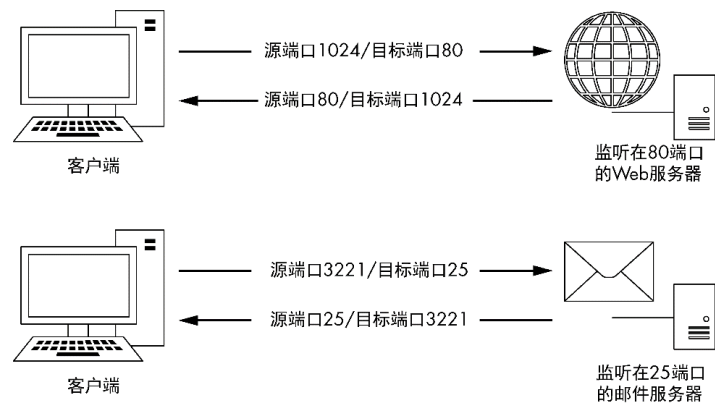 源端口1024/目标端口80
源端口80/目标端口1024
客户端
监听在80端口
的Web服务器
源端口3221/目标端口25
源端口25/目标端口3221
客户端
监听在25端口
的邮件服务器